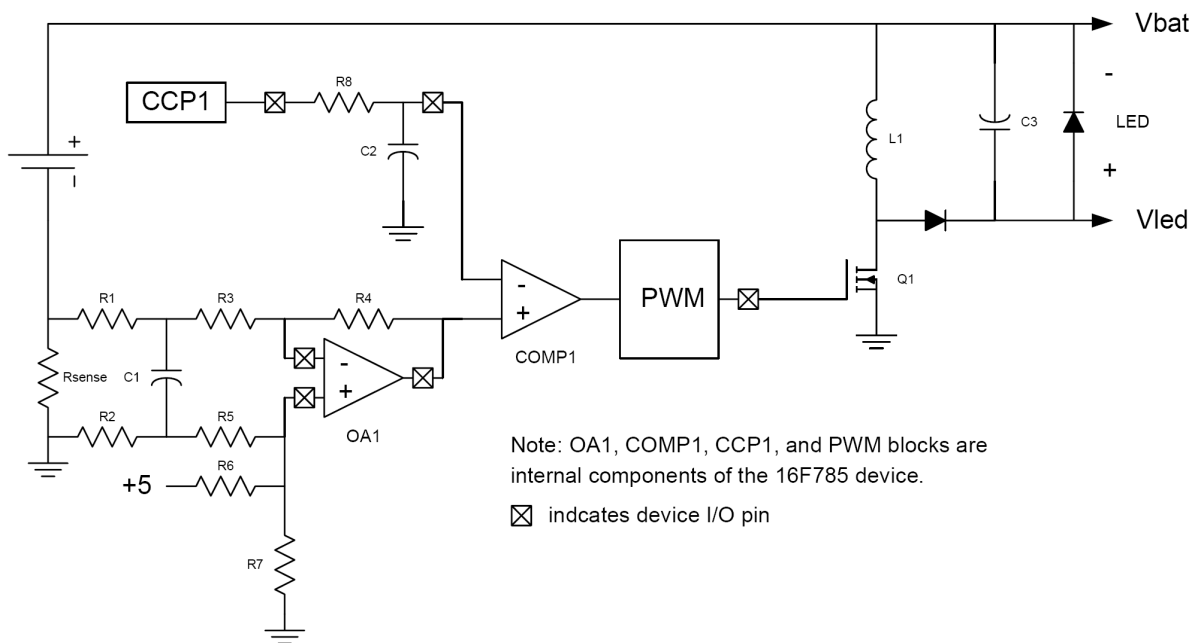 Vbat
CCP1
R8
+
-
C2
L1
C3
LED
+
-
+
Vled
Q1
R1
R3
R4
-
+
COMP1
PWM
Rsense
C1
-
+
OA1
R2
R5
R6
+5
R7
Note: OA1, COMP1, CCP1, and PWM blocks are
internal components of the 16F785 device.
indcates device I/O pin